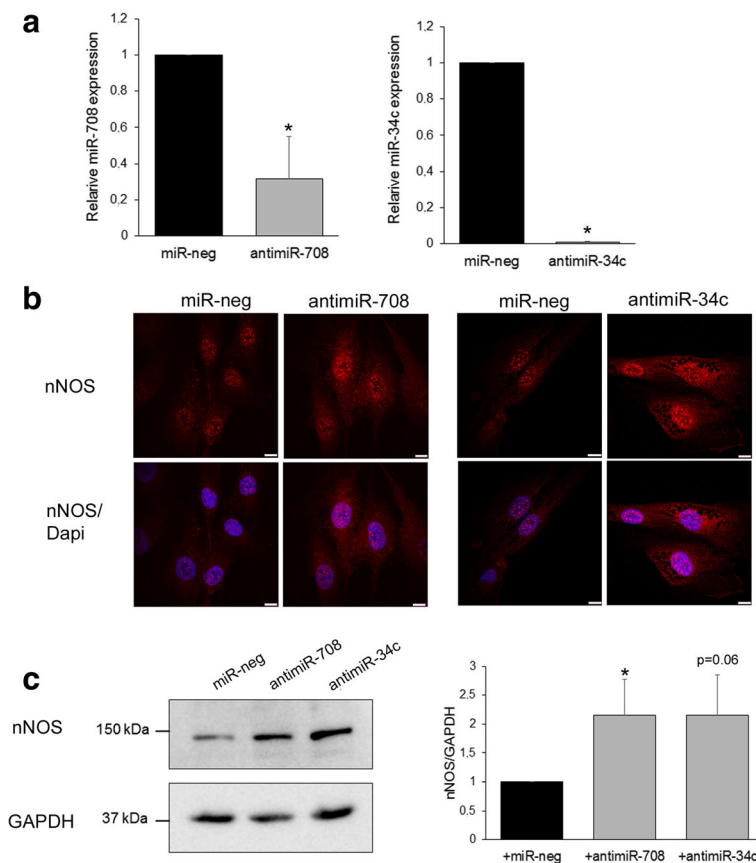 a
Relarive miR-708 expression
1.2
1
0.8
0.6
0.4
0.2
0
*
miR-neg
antimiR-708
Relarive miR-34c expression
1.2
1
0.8
0.6
0.4
0.2
0
*
miR-neg
antimiR-34c
b
miR-neg
antimiR-708
miR-neg
antimiR-34c
nNOS
nNOS/
Dapi
c
miR-neg
antimiR-708
antimiR-34c
nNOS
150 kDa
GAPDH
37 kDa
nNOS/GAPDH
3
2.5
2
1.5
1
0.5
0
*
p=0.06
+miR-neg
+antimiR-708
+antimiR-34c